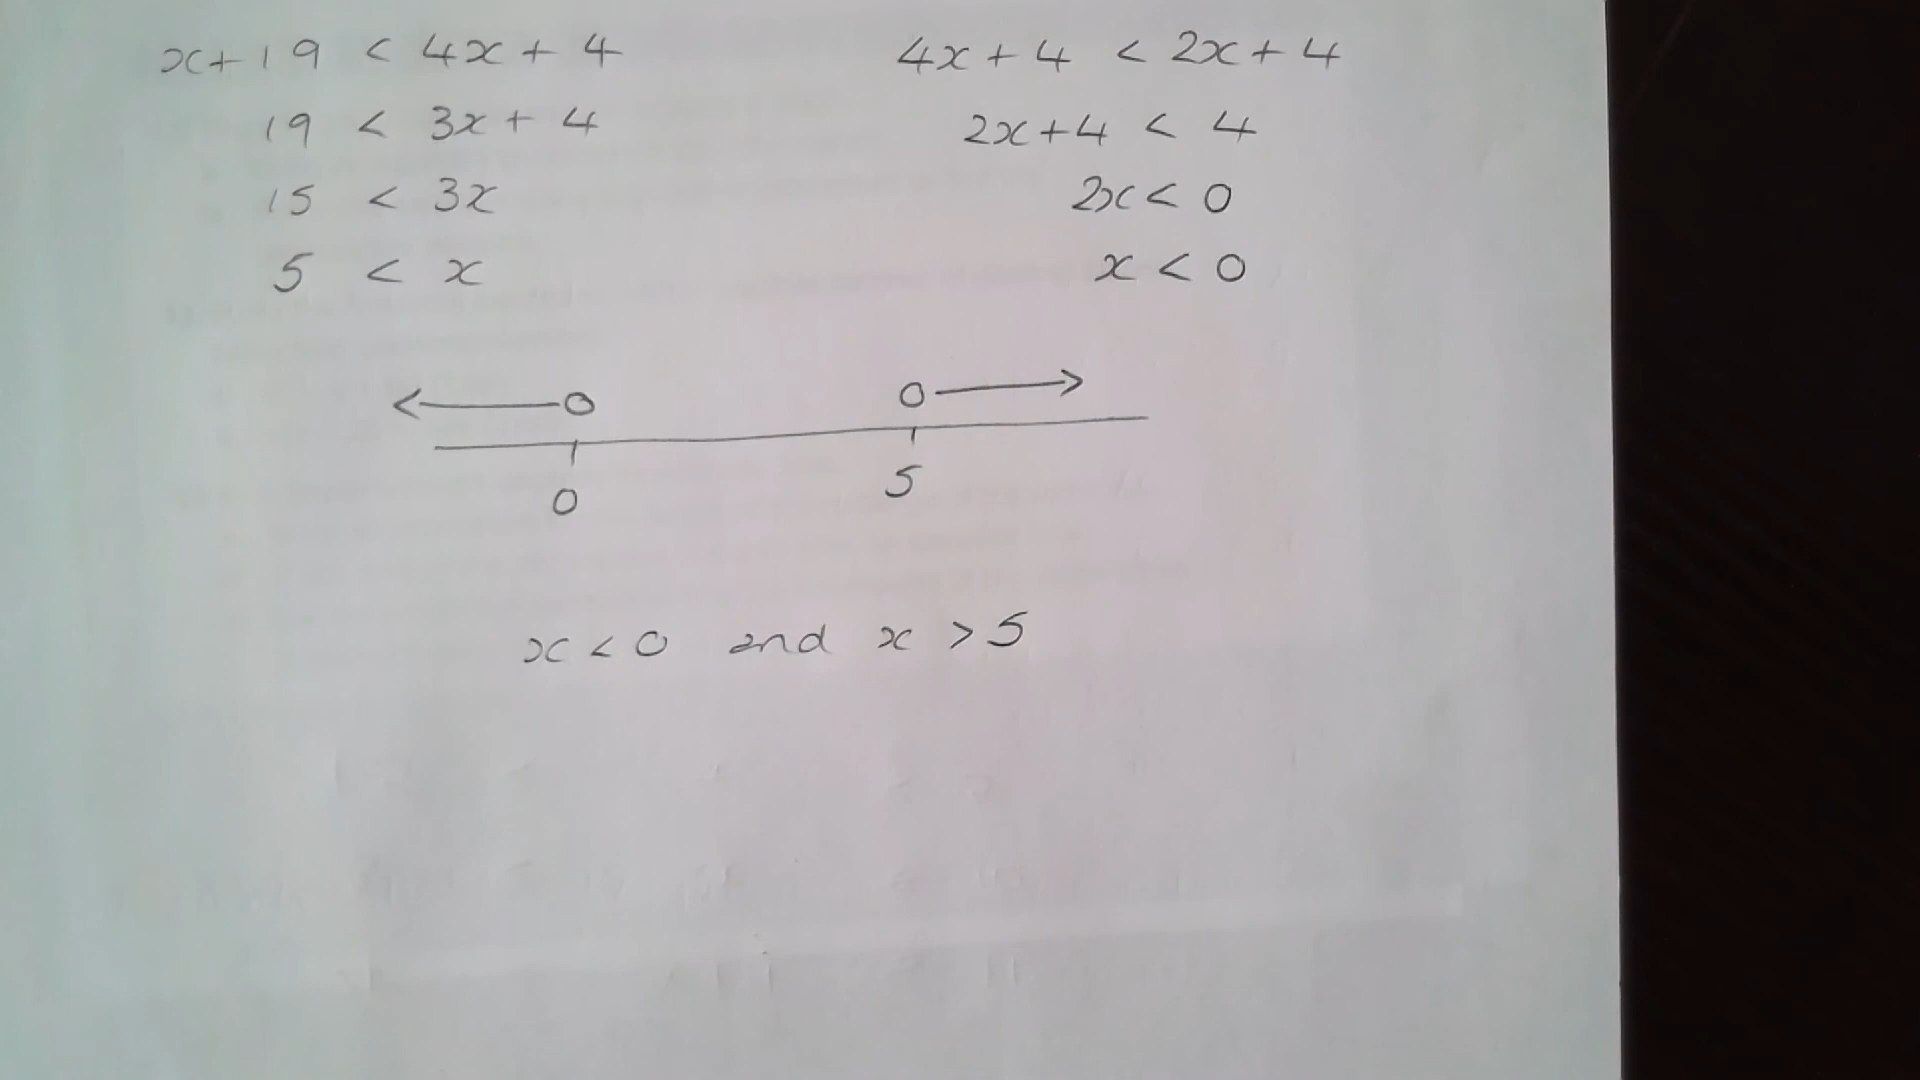 x+19 < 4x+4
19 < 3x+4
15 < 3x
5 < x
4x+4 < 2x+4
2x+4 < 4
2x < 0
x < 0
0 5
x < 0 and x > 5